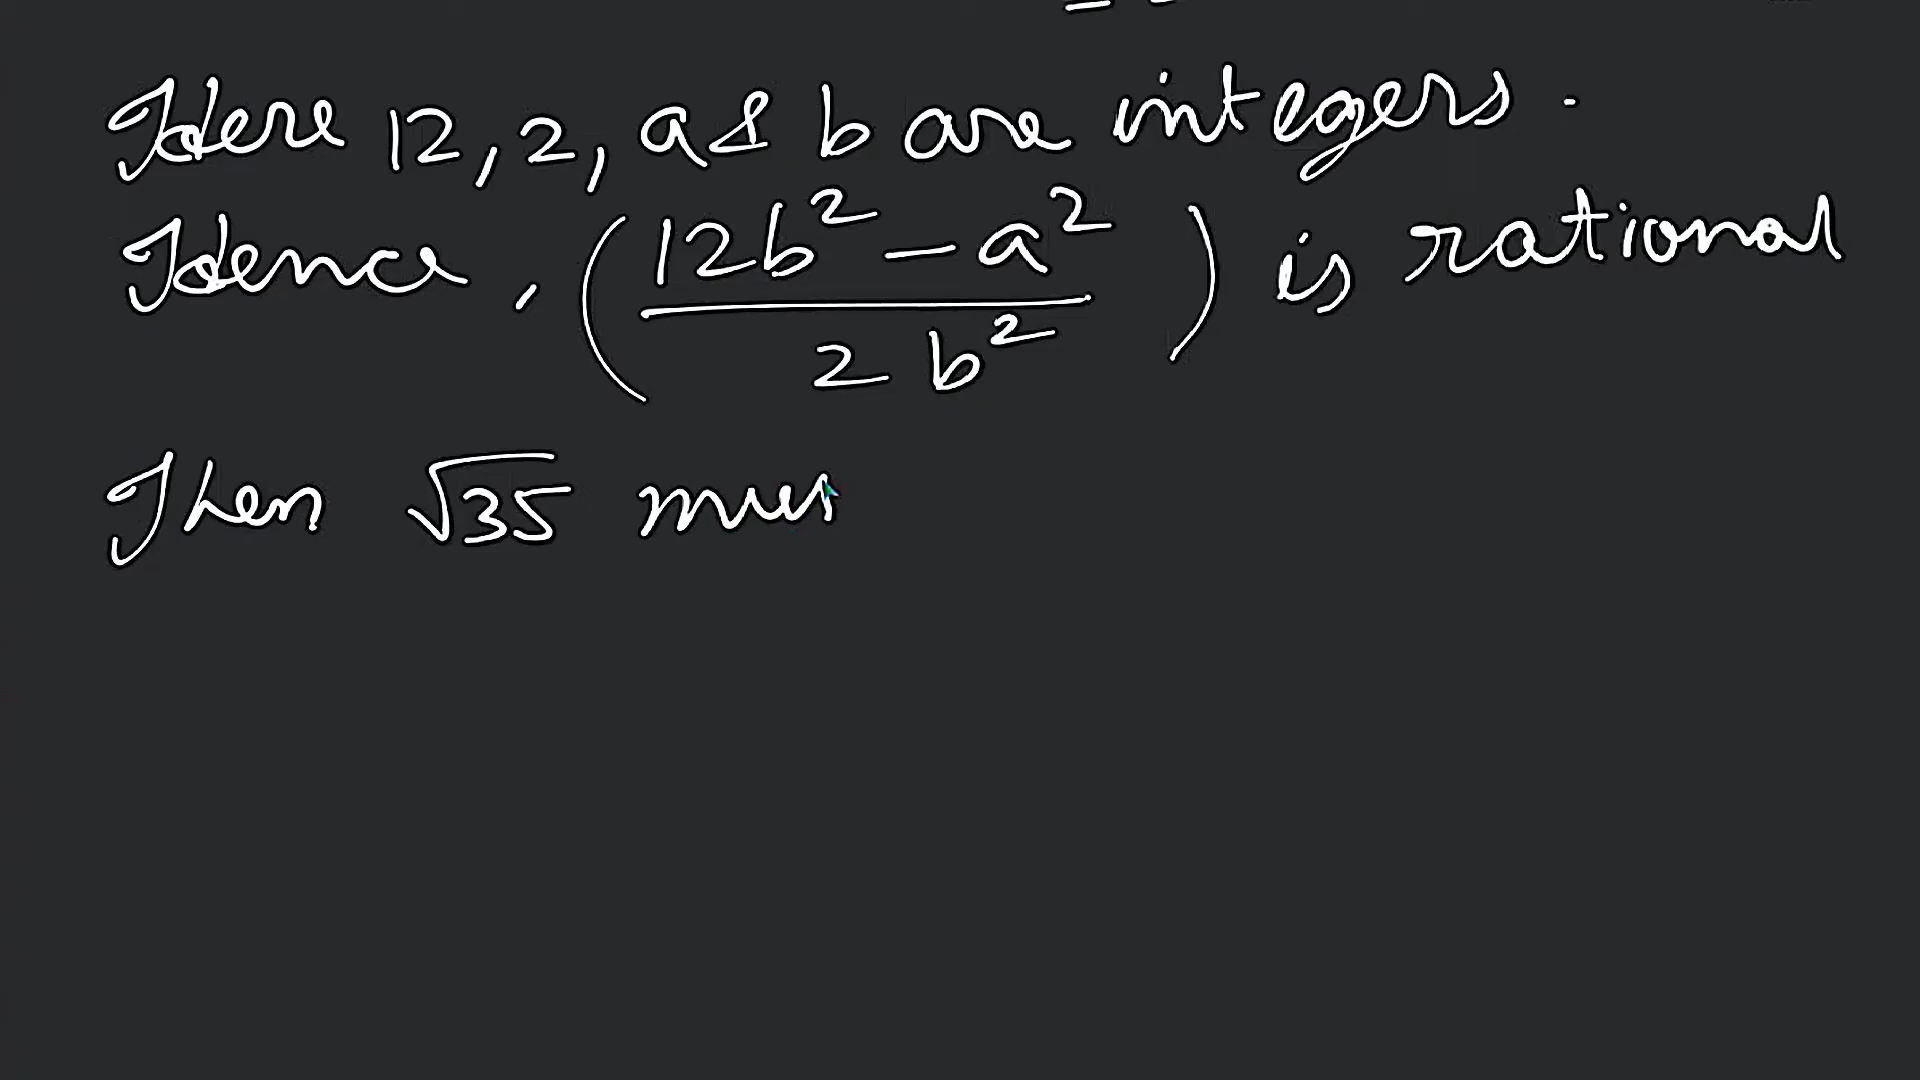 Here 12, 2, a & b are integers.
Hence, (12b² - a² / 2b²) is rational
Then √35 mus